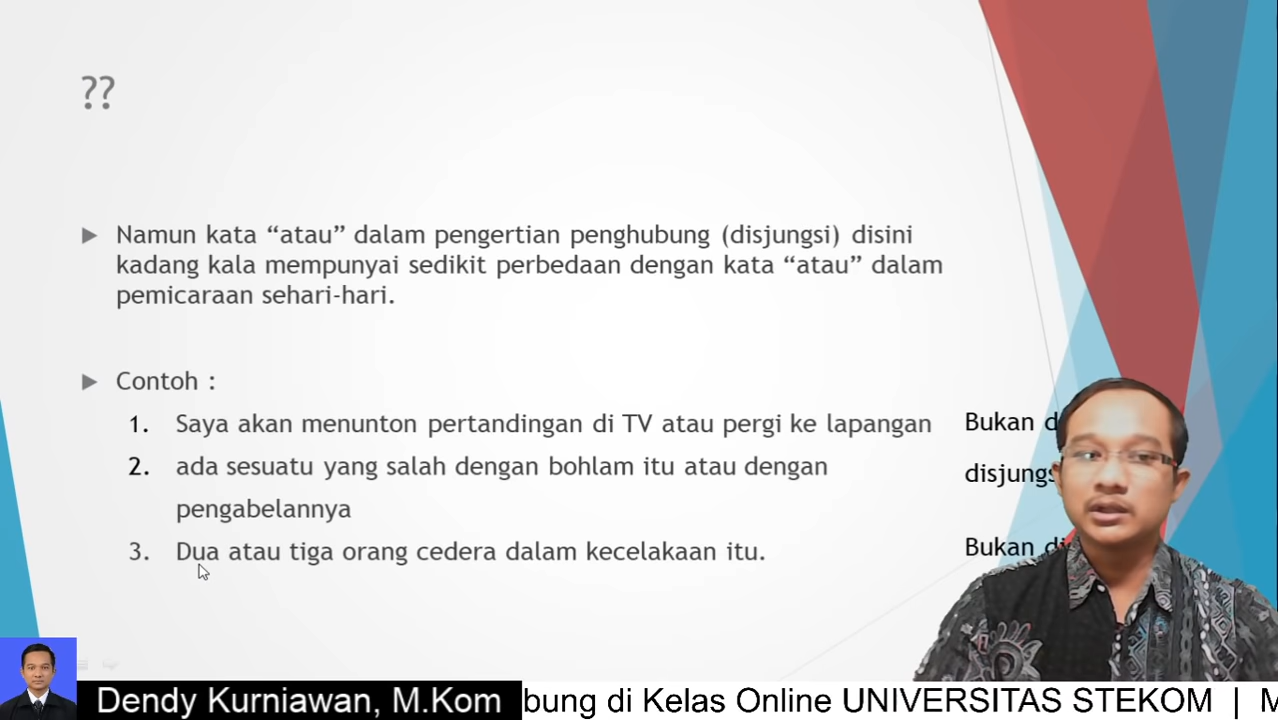 ??
Namun kata “atau” dalam pengertian penghubung (disjungsi) disini
kadang kala mempunyai sedikit perbedaan dengan kata “atau” dalam
pemicaraan sehari-hari.
Contoh :
1. Saya akan menunton pertandingan di TV atau pergi ke lapangan
Bukan
2. ada sesuatu yang salah dengan bohlam itu atau dengan
pengabelannya
3. Dua atau tiga orang cedera dalam kecelakaan itu.
Bukan
Dendy Kurniawan, M.Kom
di Kelas Online UNIVERSITAS STEKOM |